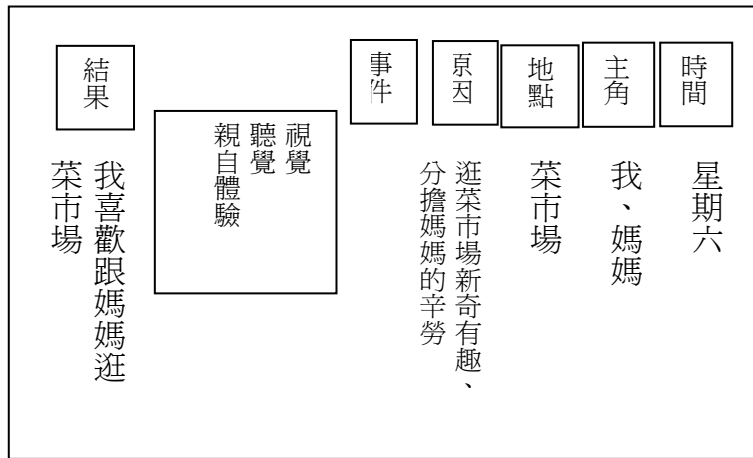 時間
星期六
主角
我、媽媽
地點
菜市場
原因
逛菜市場新奇有趣、
分擔媽媽的辛勞
事件
視覺
聽覺
親自體驗
結果
我喜歡跟媽媽逛
菜市場